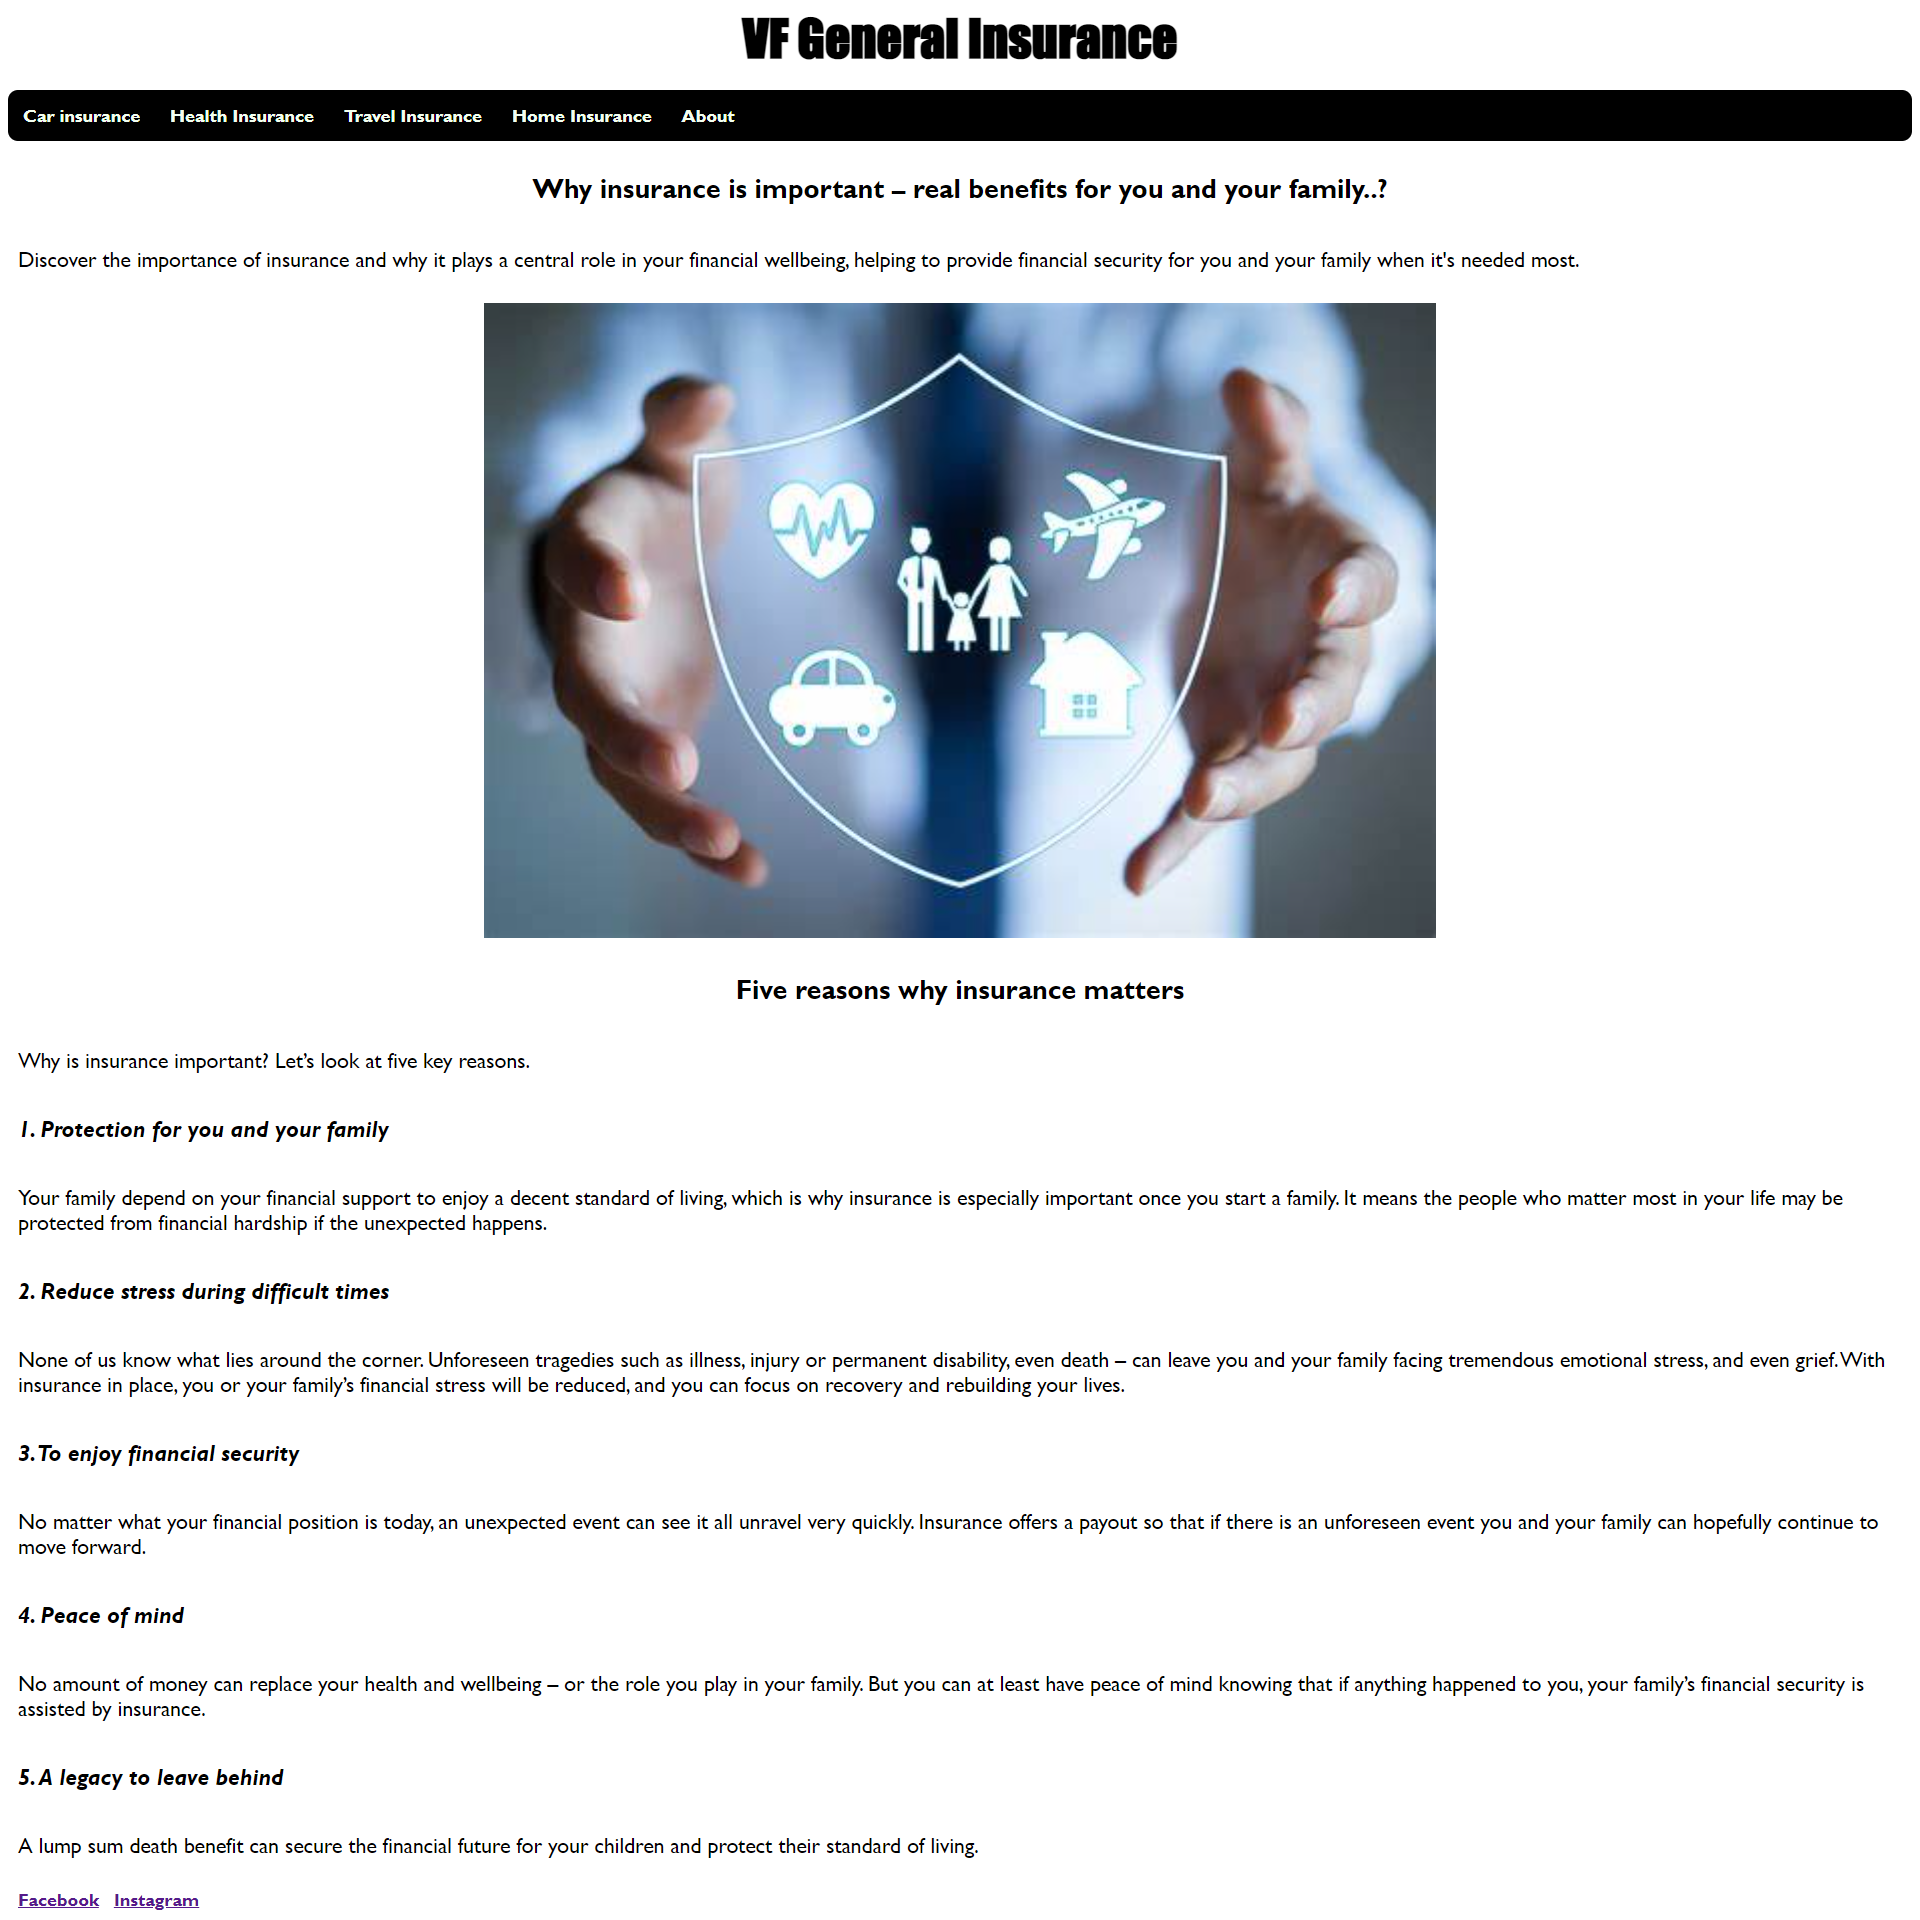 VF General Insurance
Car insurance Health Insurance Travel Insurance Home Insurance About
Why insurance is important – real benefits for you and your family..?
Discover the importance of insurance and why it plays a central role in your financial wellbeing, helping to provide financial security for you and your family when it's needed most.
Five reasons why insurance matters
Why is insurance important? Let’s look at five key reasons.
1. Protection for you and your family
Your family depend on your financial support to enjoy a decent standard of living, which is why insurance is especially important once you start a family. It means the people who matter most in your life may be
protected from financial hardship if the unexpected happens.
2. Reduce stress during difficult times
None of us know what lies around the corner. Unforeseen tragedies such as illness, injury or permanent disability, even death – can leave you and your family facing tremendous emotional stress, and even grief. With
insurance in place, you or your family’s financial stress will be reduced, and you can focus on recovery and rebuilding your lives.
3. To enjoy financial security
No matter what your financial position is today, an unexpected event can see it all unravel very quickly. Insurance offers a payout so that if there is an unforeseen event you and your family can hopefully continue to
move forward.
4. Peace of mind
No amount of money can replace your health and wellbeing – or the role you play in your family. But you can at least have peace of mind knowing that if anything happened to you, your family’s financial security is
assisted by insurance.
5. A legacy to leave behind
A lump sum death benefit can secure the financial future for your children and protect their standard of living.
Facebook Instagram